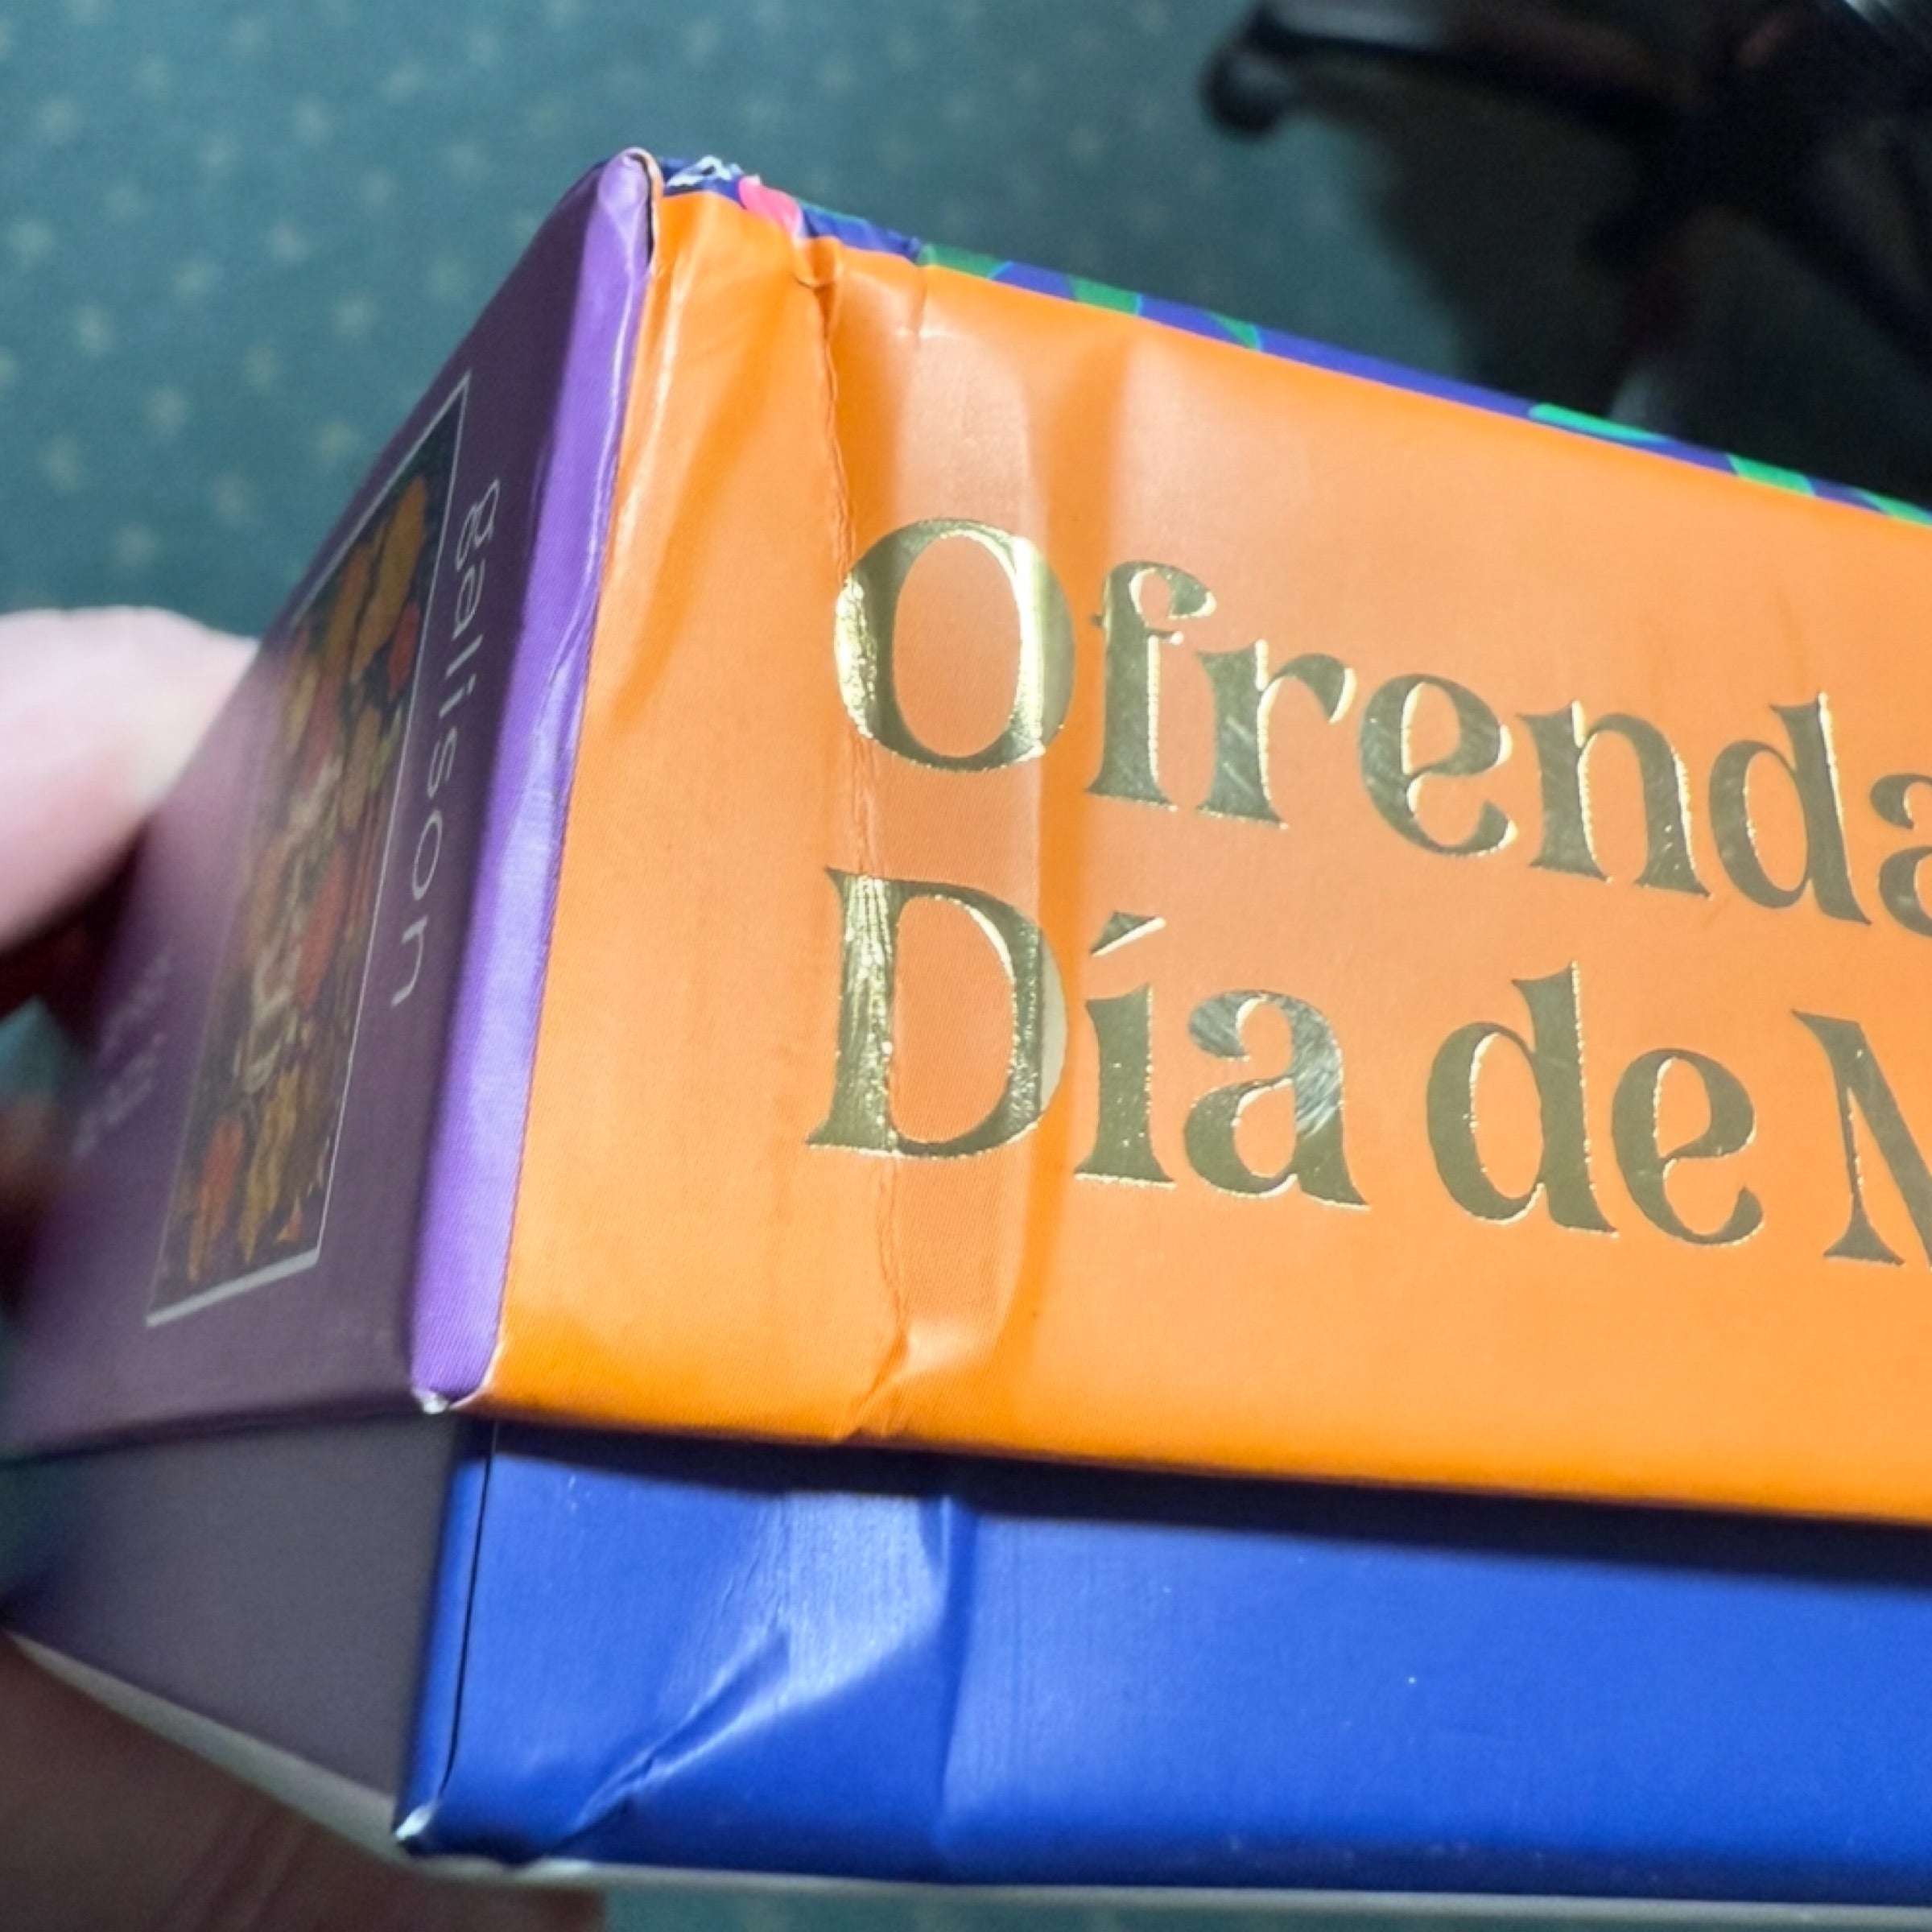 galison
Ofrenda
Día de